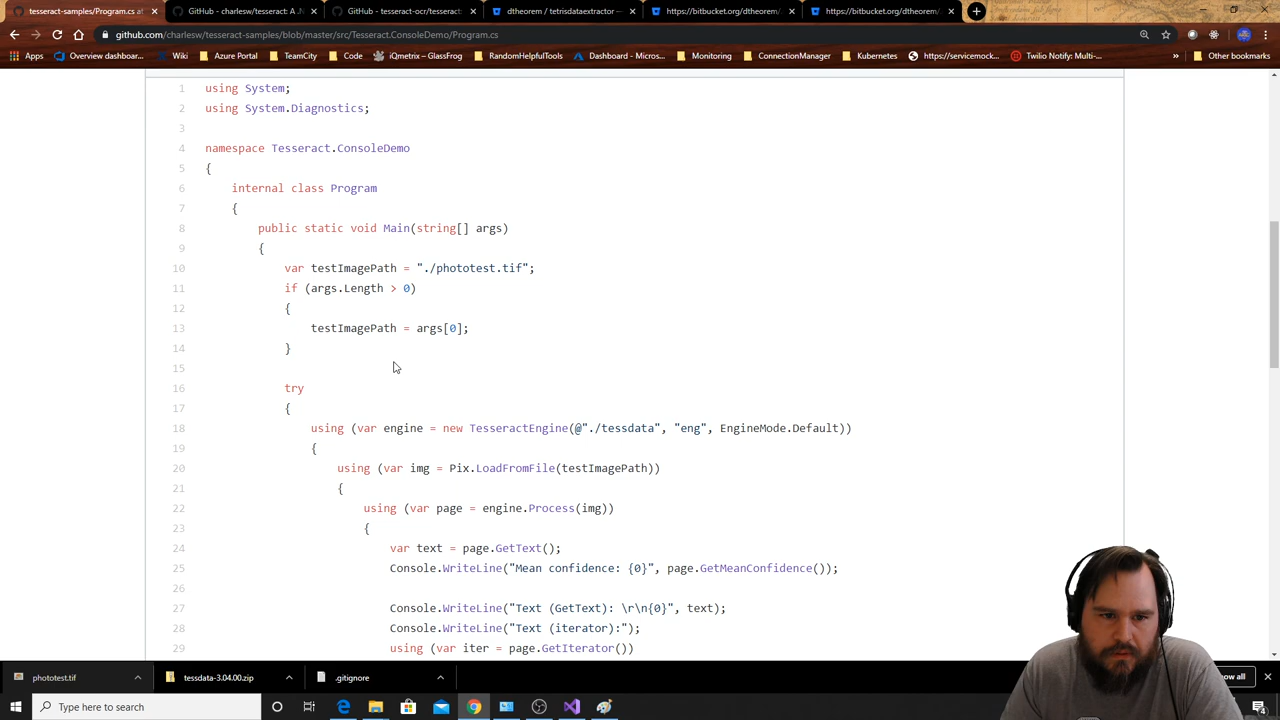 tesseract-samples/Program.cs at
GitHub - charlesw/tesseract: A .N
GitHub - tesseract-ocr/tesseract:
dtheorem / tetrisdataextractor —
https://bitbucket.org/dtheorem/
https://bitbucket.org/dtheorem/
github.com/charlesw/tesseract-samples/blob/master/src/Tesseract.ConsoleDemo/Program.cs
Apps
Overview dashboar...
Wiki
Azure Portal
TeamCity
Code
iQmetrix – GlassFrog
RandomHelpfulTools
Dashboard - Micros...
Monitoring
ConnectionManager
Kubernetes
https://servicemock...
Twilio Notify: Multi-...
»
Other bookmarks
1 using System;
2 using System.Diagnostics;
3
4 namespace Tesseract.ConsoleDemo
5 {
6 internal class Program
7 {
8 public static void Main(string[] args)
9 {
10 var testImagePath = "./phototest.tif";
11 if (args.Length > 0)
12 {
13 testImagePath = args[0];
14 }
15
16 try
17 {
18 using (var engine = new TesseractEngine(@"./tessdata", "eng", EngineMode.Default))
19 {
20 using (var img = Pix.LoadFromFile(testImagePath))
21 {
22 using (var page = engine.Process(img))
23 {
24 var text = page.GetText();
25 Console.WriteLine("Mean confidence: {0}", page.GetMeanConfidence());
26
27 Console.WriteLine("Text (GetText): \r\n{0}", text);
28 Console.WriteLine("Text (iterator):");
29 using (var iter = page.GetIterator())
phototest.tif
tessdata-3.04.00.zip
.gitignore
ow all
Type here to search